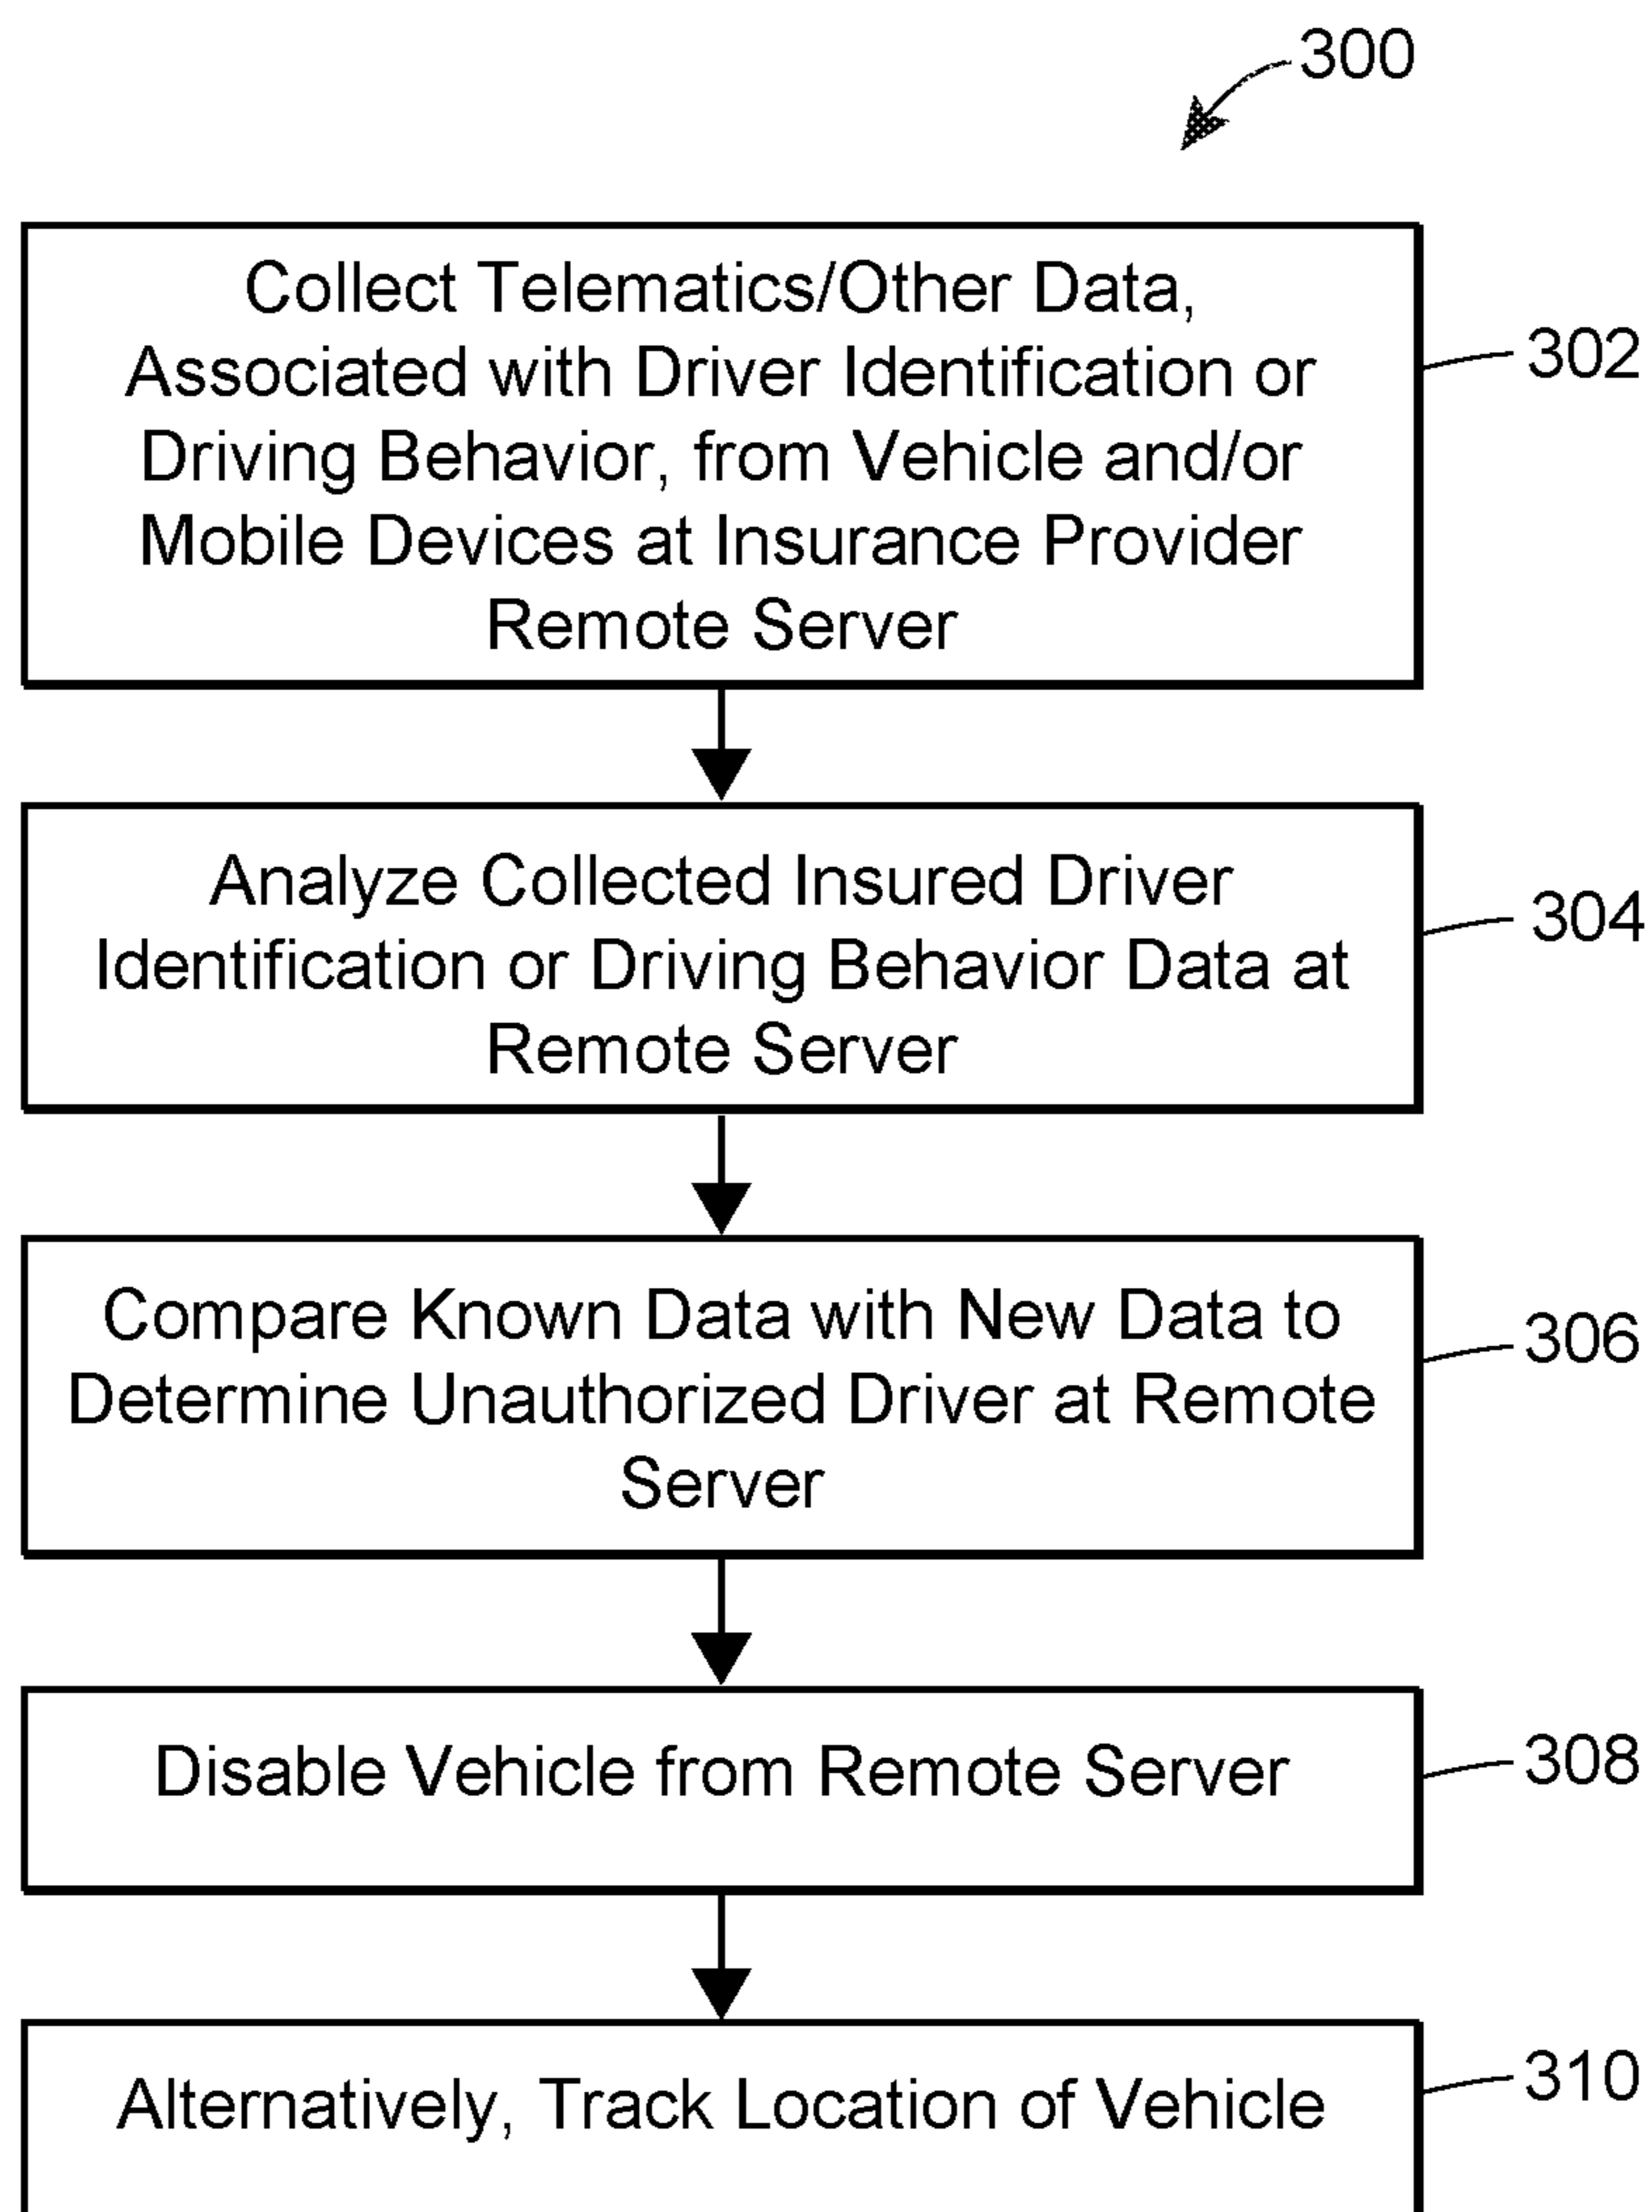 300
Collect Telematics/Other Data,
Associated with Driver Identification or
Driving Behavior, from Vehicle and/or
Mobile Devices at Insurance Provider
Remote Server
302
Analyze Collected Insured Driver
Identification or Driving Behavior Data at
Remote Server
304
Compare Known Data with New Data to
Determine Unauthorized Driver at Remote
Server
306
Disable Vehicle from Remote Server
308
Alternatively, Track Location of Vehicle
310